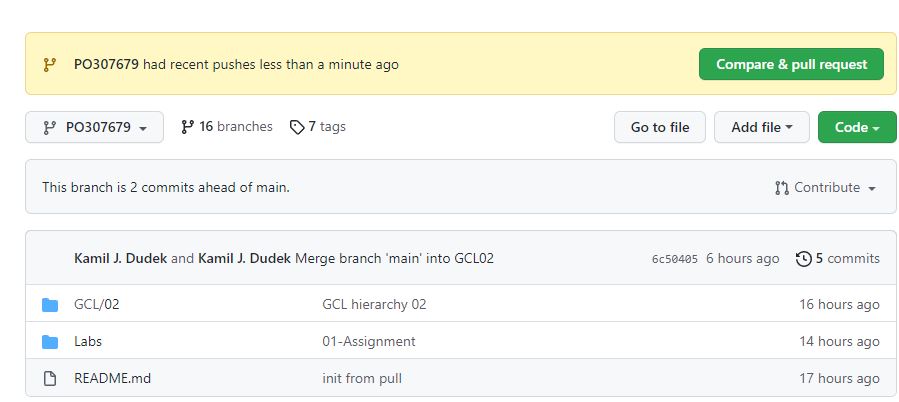 PO307679 had recent pushes less than a minute ago Compare & pull request
PO307679 16 branches 7 tags Go to file Add file Code
This branch is 2 commits ahead of main. Contribute
Kamil J. Dudek and Kamil J. Dudek Merge branch 'main' into GCL02 6c50405 6 hours ago 5 commits
GCL/02 GCL hierarchy 02 16 hours ago
Labs 01-Assignment 14 hours ago
README.md init from pull 17 hours ago